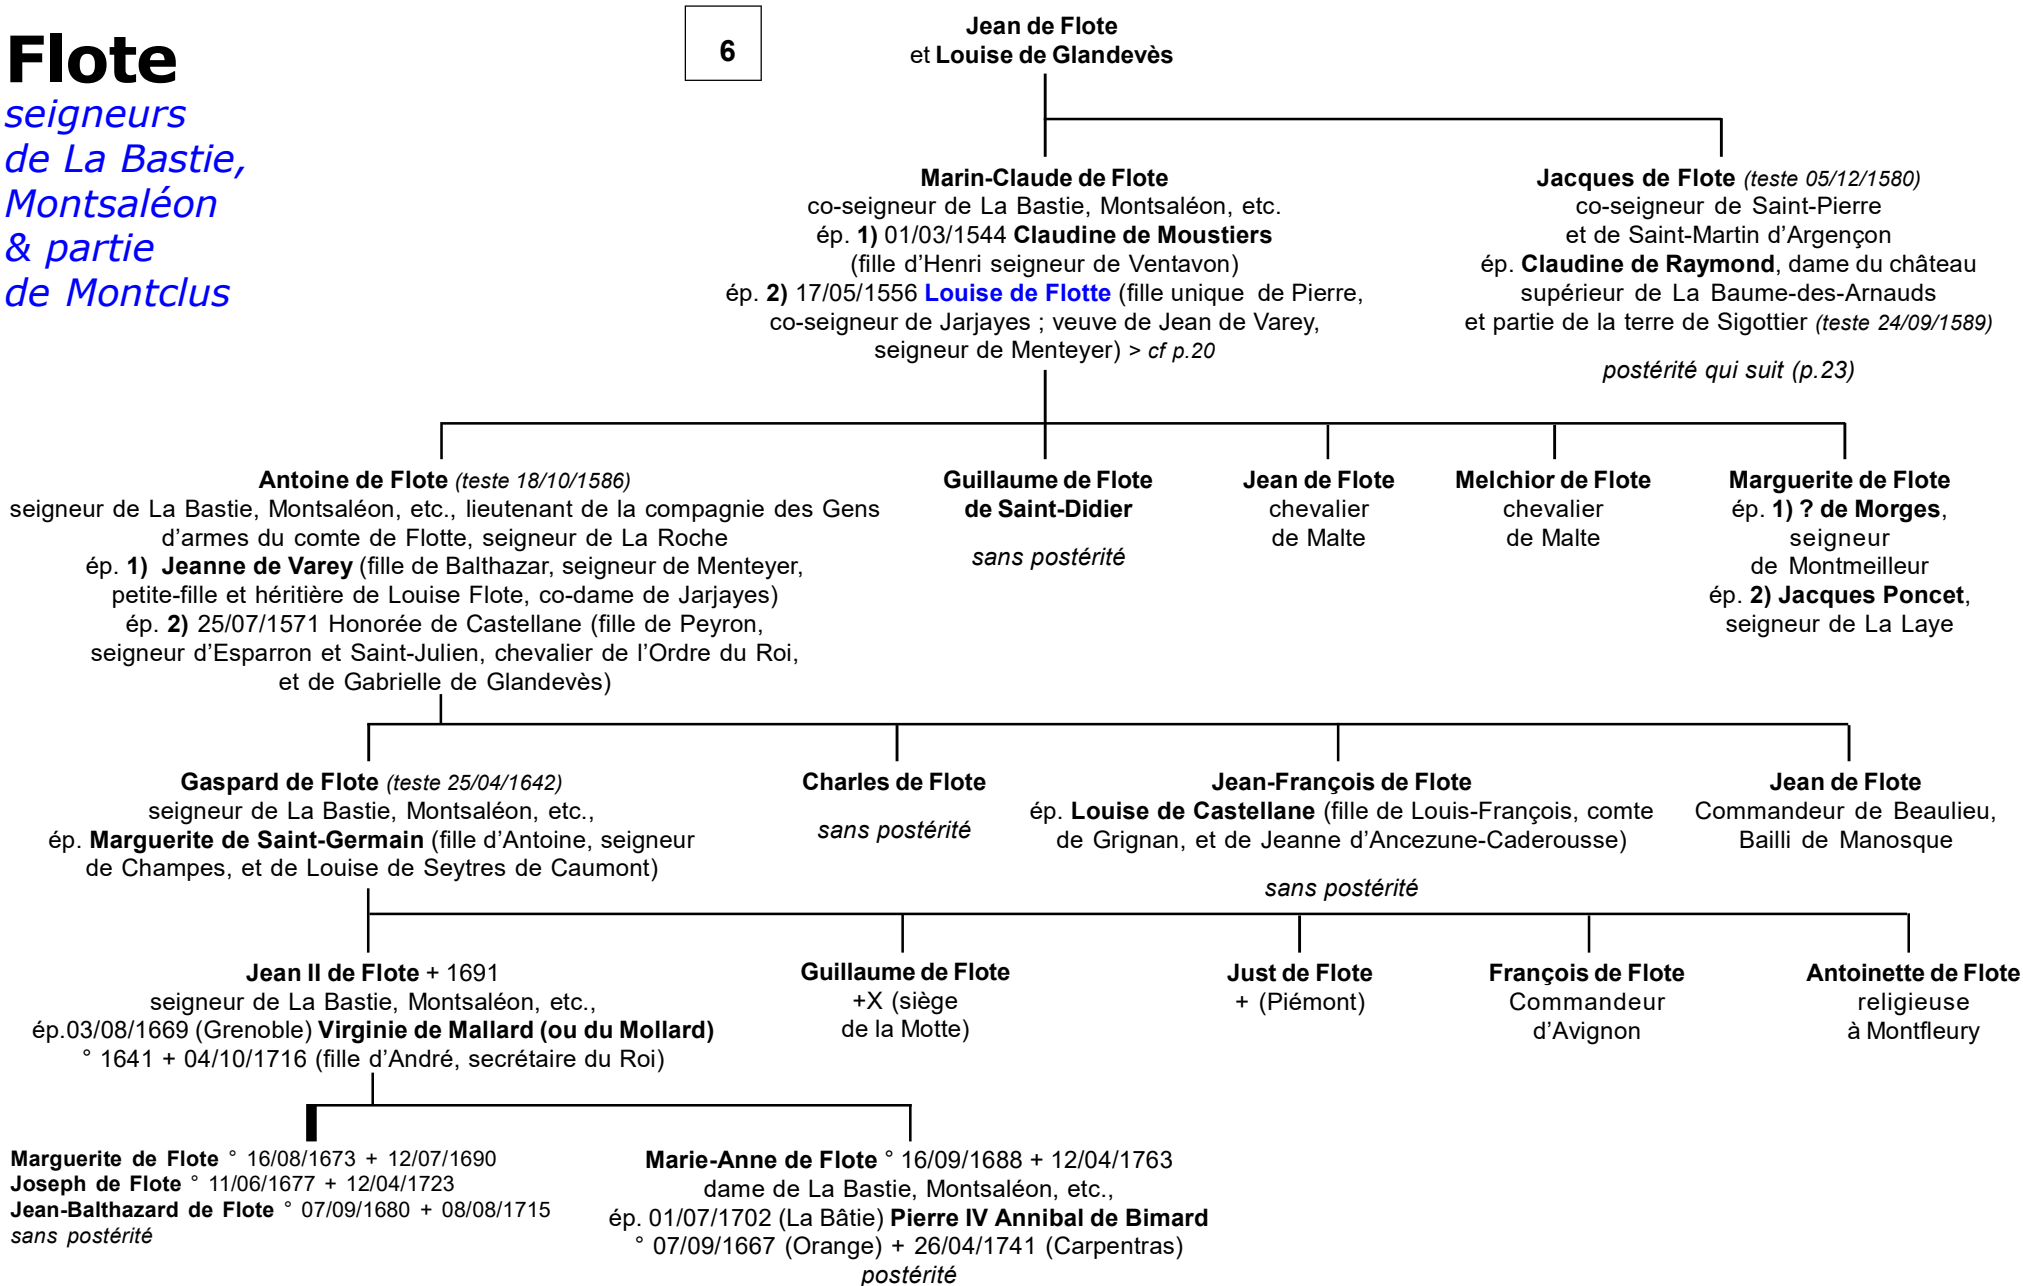 Flote
seigneurs
de La Bastie,
Montsaléon
& partie
de Montclus
6
Jean de Flote
et Louise de Glandevès
Marin-Claude de Flote
co-seigneur de La Bastie, Montsaléon, etc.
ép. 1) 01/03/1544 Claudine de Moustiers
(fille d'Henri seigneur de Ventavon)
ép. 2) 17/05/1556 Louise de Flotte (fille unique de Pierre,
co-seigneur de Jarjayes ; veuve de Jean de Varey,
seigneur de Menteyer) > cf p.20
Jacques de Flote (teste 05/12/1580)
co-seigneur de Saint-Pierre
et de Saint-Martin d'Argençon
ép. Claudine de Raymond, dame du château
supérieur de La Baume-des-Arnauds
et partie de la terre de Sigottier (teste 24/09/1589)
postérité qui suit (p.23)
Antoine de Flote (teste 18/10/1586)
seigneur de La Bastie, Montsaléon, etc., lieutenant de la compagnie des Gens
d'armes du comte de Flotte, seigneur de La Roche
ép. 1) Jeanne de Varey (fille de Balthazar, seigneur de Menteyer,
petite-fille et héritière de Louise Flote, co-dame de Jarjayes)
ép. 2) 25/07/1571 Honorée de Castellane (fille de Peyron,
seigneur d'Esparron et Saint-Julien, chevalier de l'Ordre du Roi,
et de Gabrielle de Glandevès)
Guillaume de Flote
de Saint-Didier
sans postérité
Jean de Flote
chevalier
de Malte
Melchior de Flote
chevalier
de Malte
Marguerite de Flote
ép. 1) ? de Morges,
seigneur
de Montmeilleur
ép. 2) Jacques Poncet,
seigneur de La Laye
Gaspard de Flote (teste 25/04/1642)
seigneur de La Bastie, Montsaléon, etc.,
ép. Marguerite de Saint-Germain (fille d'Antoine, seigneur
de Champes, et de Louise de Seytres de Caumont)
Charles de Flote
sans postérité
Jean-François de Flote
ép. Louise de Castellane (fille de Louis-François, comte
de Grignan, et de Jeanne d'Ancezune-Caderousse)
sans postérité
Jean de Flote
Commandeur de Beaulieu,
Bailli de Manosque
Jean II de Flote + 1691
seigneur de La Bastie, Montsaléon, etc.,
ép.03/08/1669 (Grenoble) Virginie de Mallard (ou du Mollard)
° 1641 + 04/10/1716 (fille d'André, secrétaire du Roi)
Guillaume de Flote
+X (siège
de la Motte)
Just de Flote
+ (Piémont)
François de Flote
Commandeur
d'Avignon
Antoinette de Flote
religieuse
à Montfleury
Marguerite de Flote ° 16/08/1673 + 12/07/1690
Joseph de Flote ° 11/06/1677 + 12/04/1723
Jean-Balthazard de Flote ° 07/09/1680 + 08/08/1715
sans postérité
Marie-Anne de Flote ° 16/09/1688 + 12/04/1763
dame de La Bastie, Montsaléon, etc.,
ép. 01/07/1702 (La Bâtie) Pierre IV Annibal de Bimard
° 07/09/1667 (Orange) + 26/04/1741 (Carpentras)
postérité